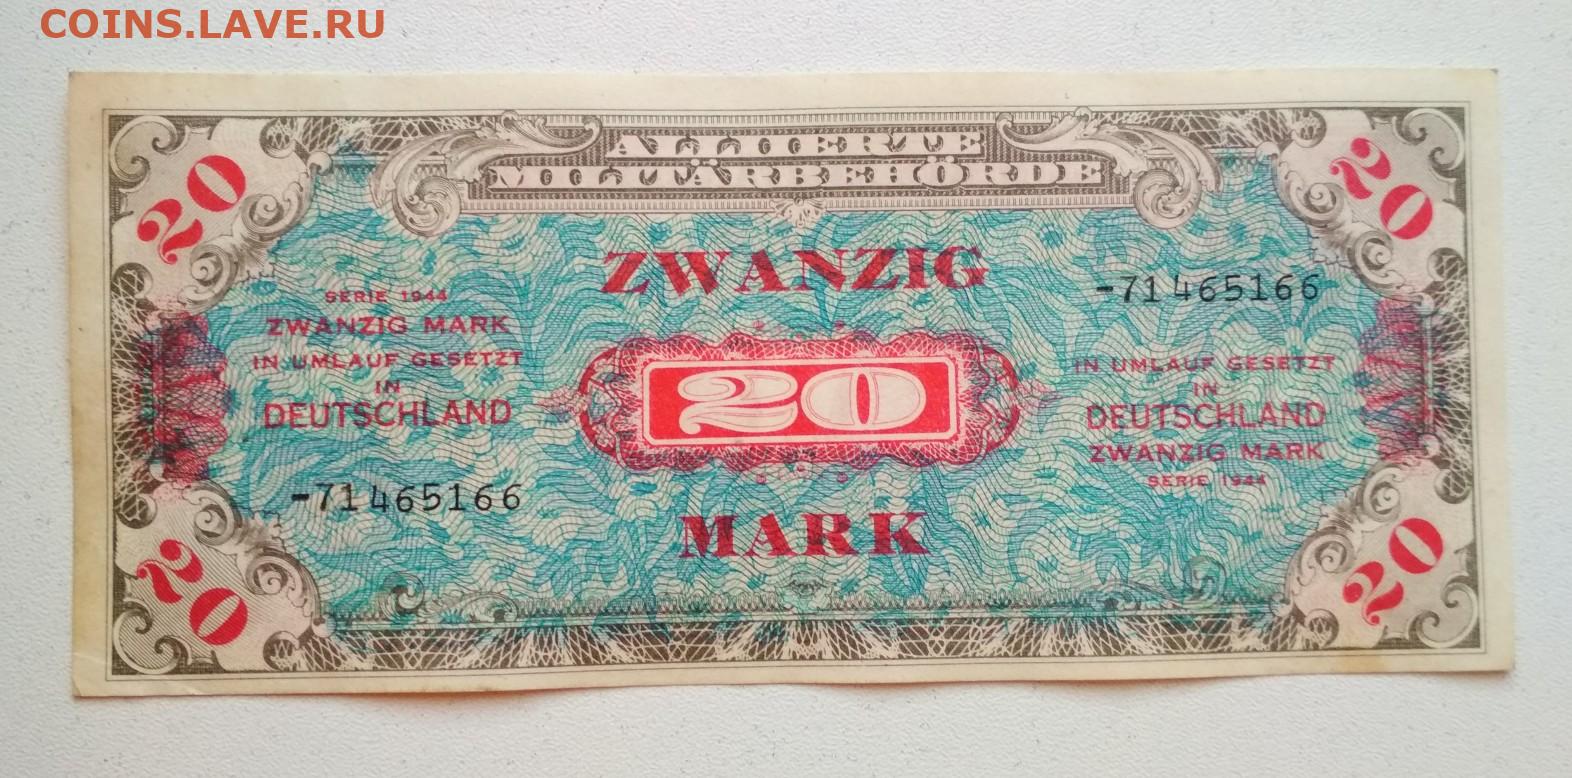 COINS.LAVE.RU
20
ALLIIERTE
MILITÄRBEHÖRDE
20
ZWANZIG
SERIE 1944
ZWANZIG MARK
IN UMLAUF GESETZT
IN
DEUTSCHLAND
-71465166
20
-71465166
IN UMLAUF GESETZT
IN
DEUTSCHLAND
ZWANZIG MARK
SERIE 1944
MARK
20
20